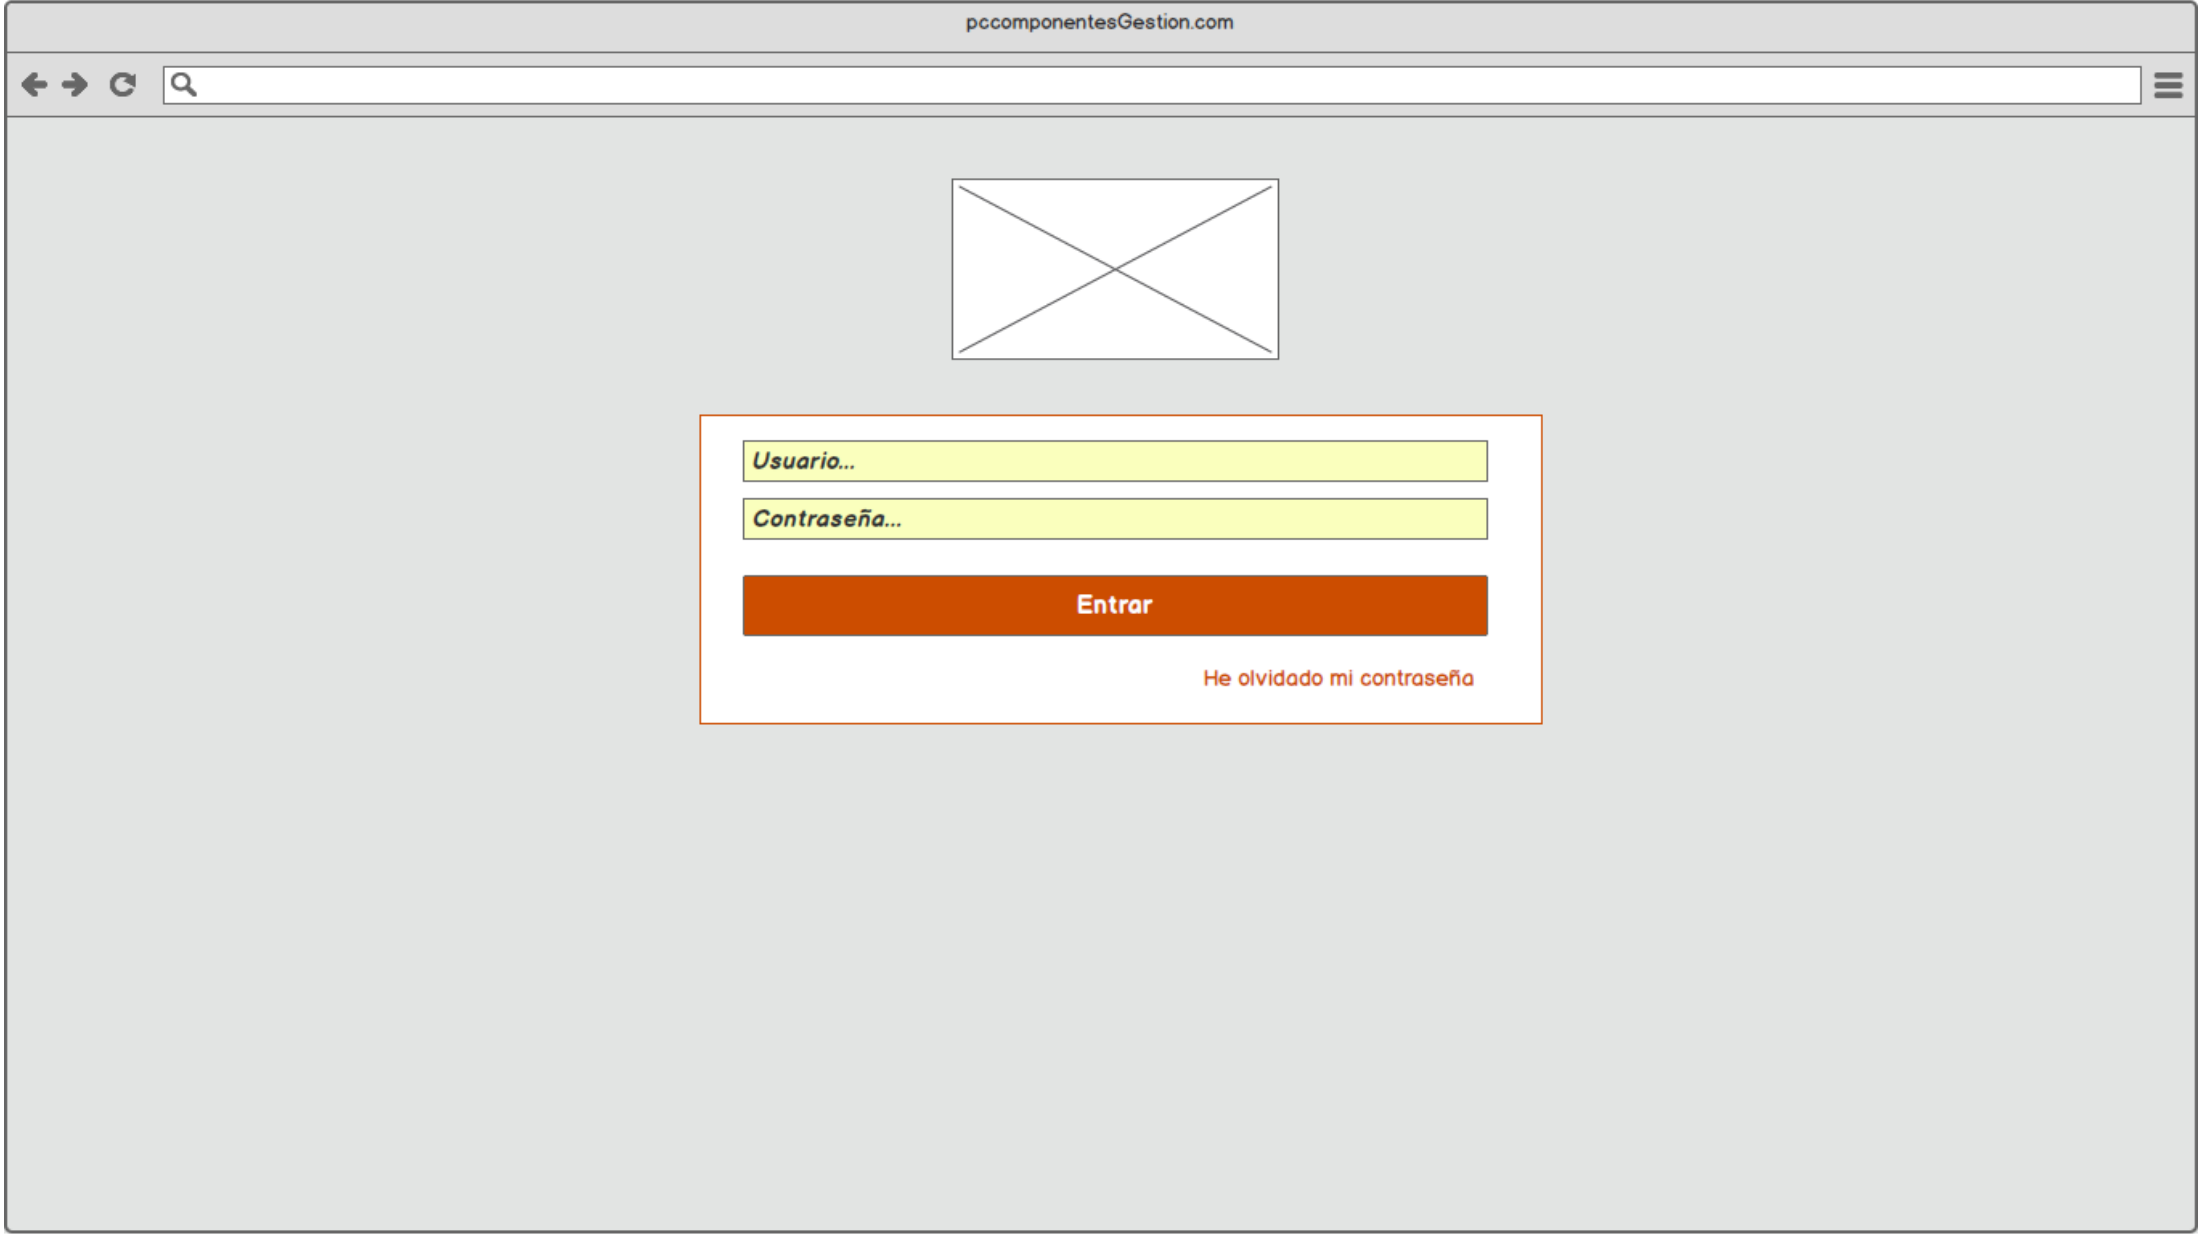 pccomponentesGestion.com
Usuario...
Contraseña...
Entrar
He olvidado mi contraseña